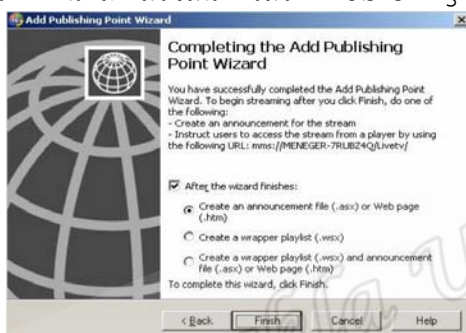 Add Publishing Point Wizard
Completing the Add Publishing
Point Wizard
You have successfully completed the Add Publishing Point
Wizard. To begin streaming after you click Finish, do one of
the following:
- Create an announcement for the stream
- Instruct users to access the stream from a player by using
the following URL: mms://MENEGER-7RUBZ4Q/Livetv/
After the wizard finishes:
Create an announcement file (.asx) or Web page
(.htm)
Create a wrapper playlist (.wsx)
Create a wrapper playlist (.wsx) and announcement
file (.asx) or Web page (.htm)
To complete this wizard, click Finish.
< Back Finish Cancel Help